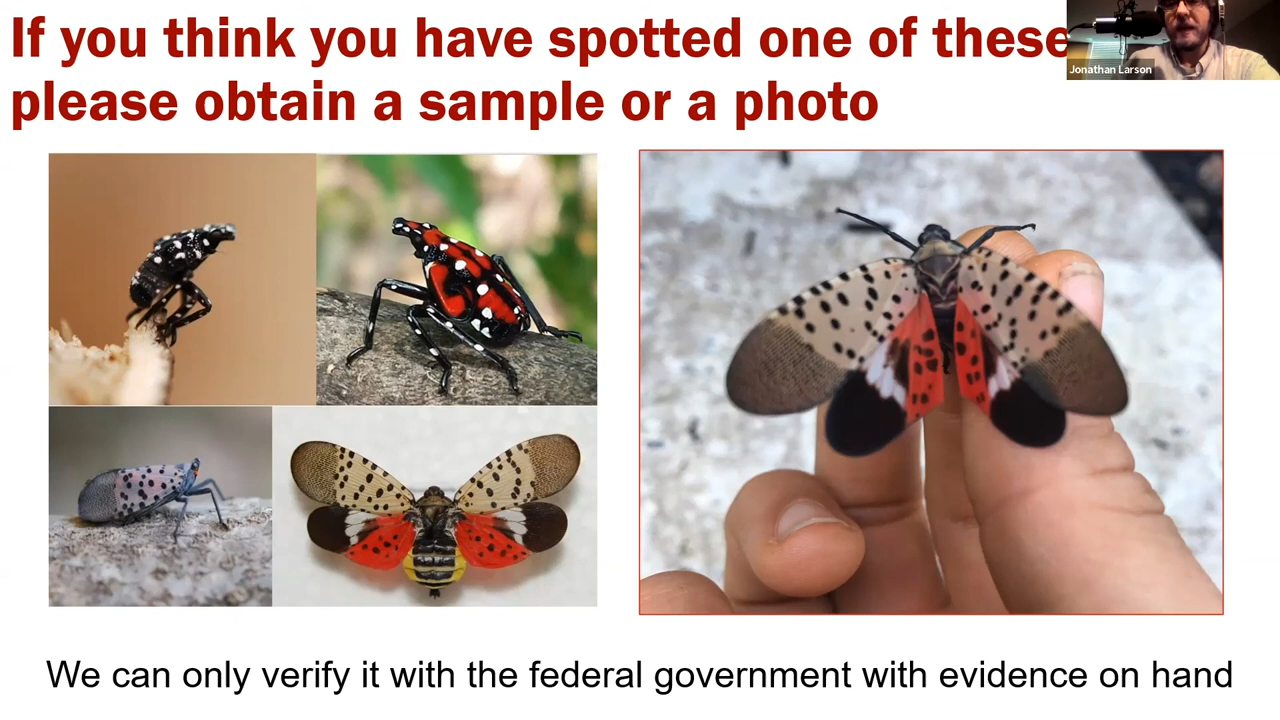 If you think you have spotted one of these
please obtain a sample or a photo
Jonathan Larson
We can only verify it with the federal government with evidence on hand